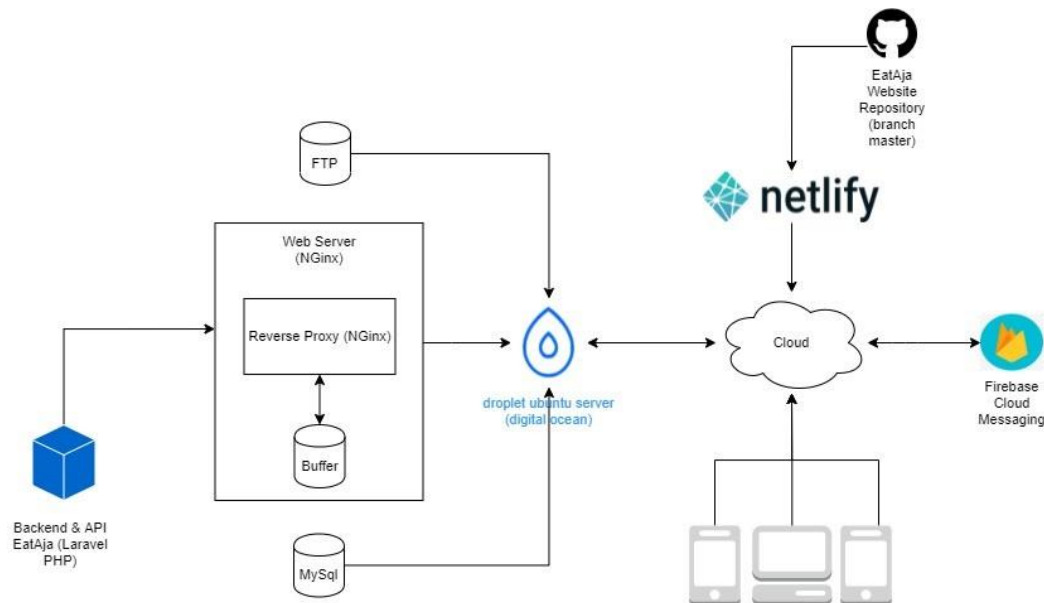 EatAja
Website
Repository
(branch
master)
FTP
netlify
Web Server
(NGinx)
Reverse Proxy (NGinx)
Cloud
droplet ubuntu server
(digital ocean)
Firebase
Cloud
Messaging
Buffer
Backend & API
EatAja (Laravel
PHP)
MySql